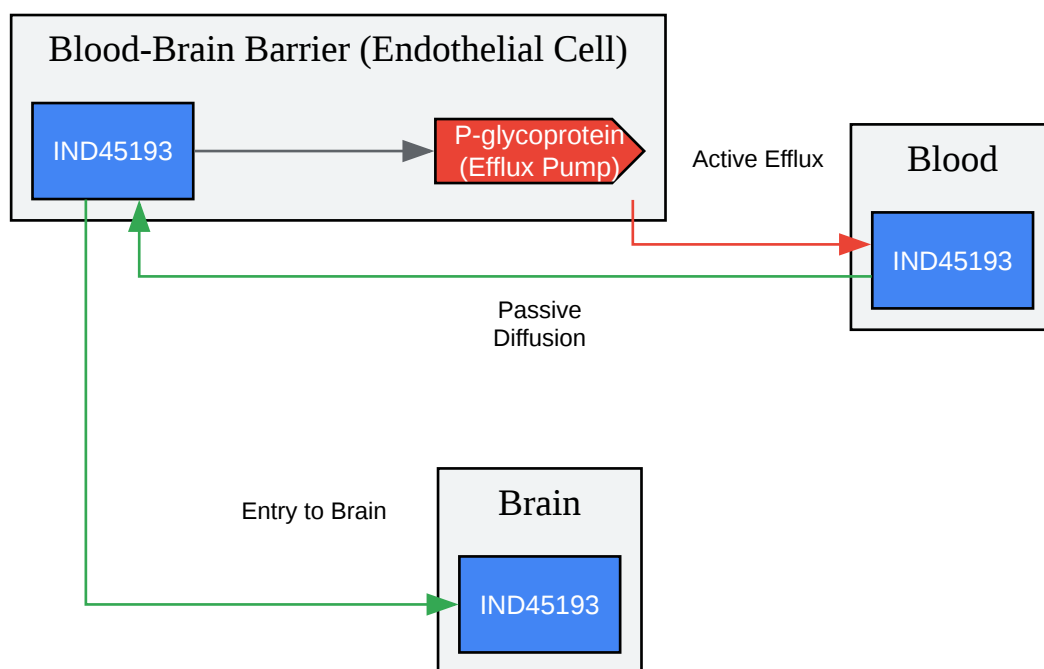 Blood-Brain Barrier (Endothelial Cell)
IND45193
P-glycoprotein
(Efflux Pump)
Active Efflux
Blood
IND45193
Passive
Diffusion
Entry to Brain
Brain
IND45193